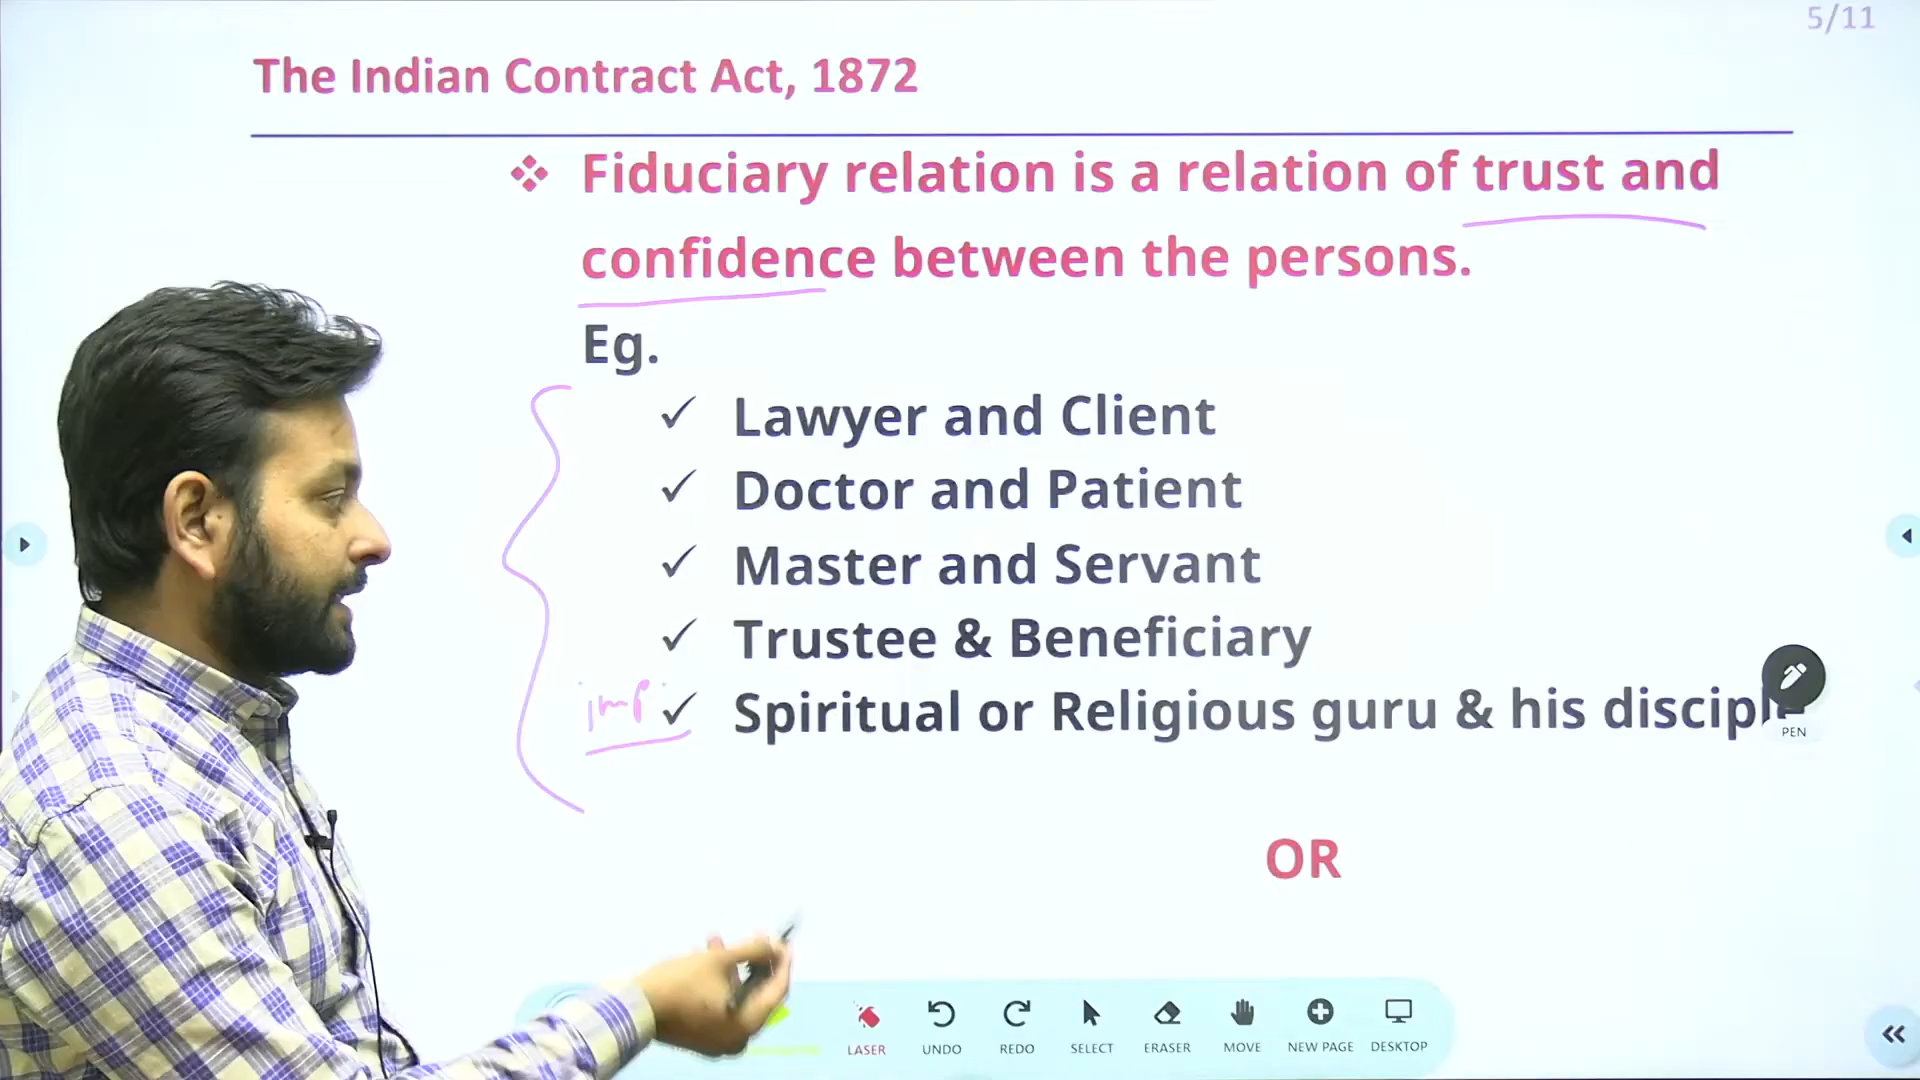 5/11
The Indian Contract Act, 1872
❖ Fiduciary relation is a relation of trust and
confidence between the persons.
Eg.
✓ Lawyer and Client
✓ Doctor and Patient
✓ Master and Servant
✓ Trustee & Beneficiary
imp ✓ Spiritual or Religious guru & his disciple
PEN
OR
LASER UNDO REDO SELECT ERASER MOVE NEW PAGE DESKTOP